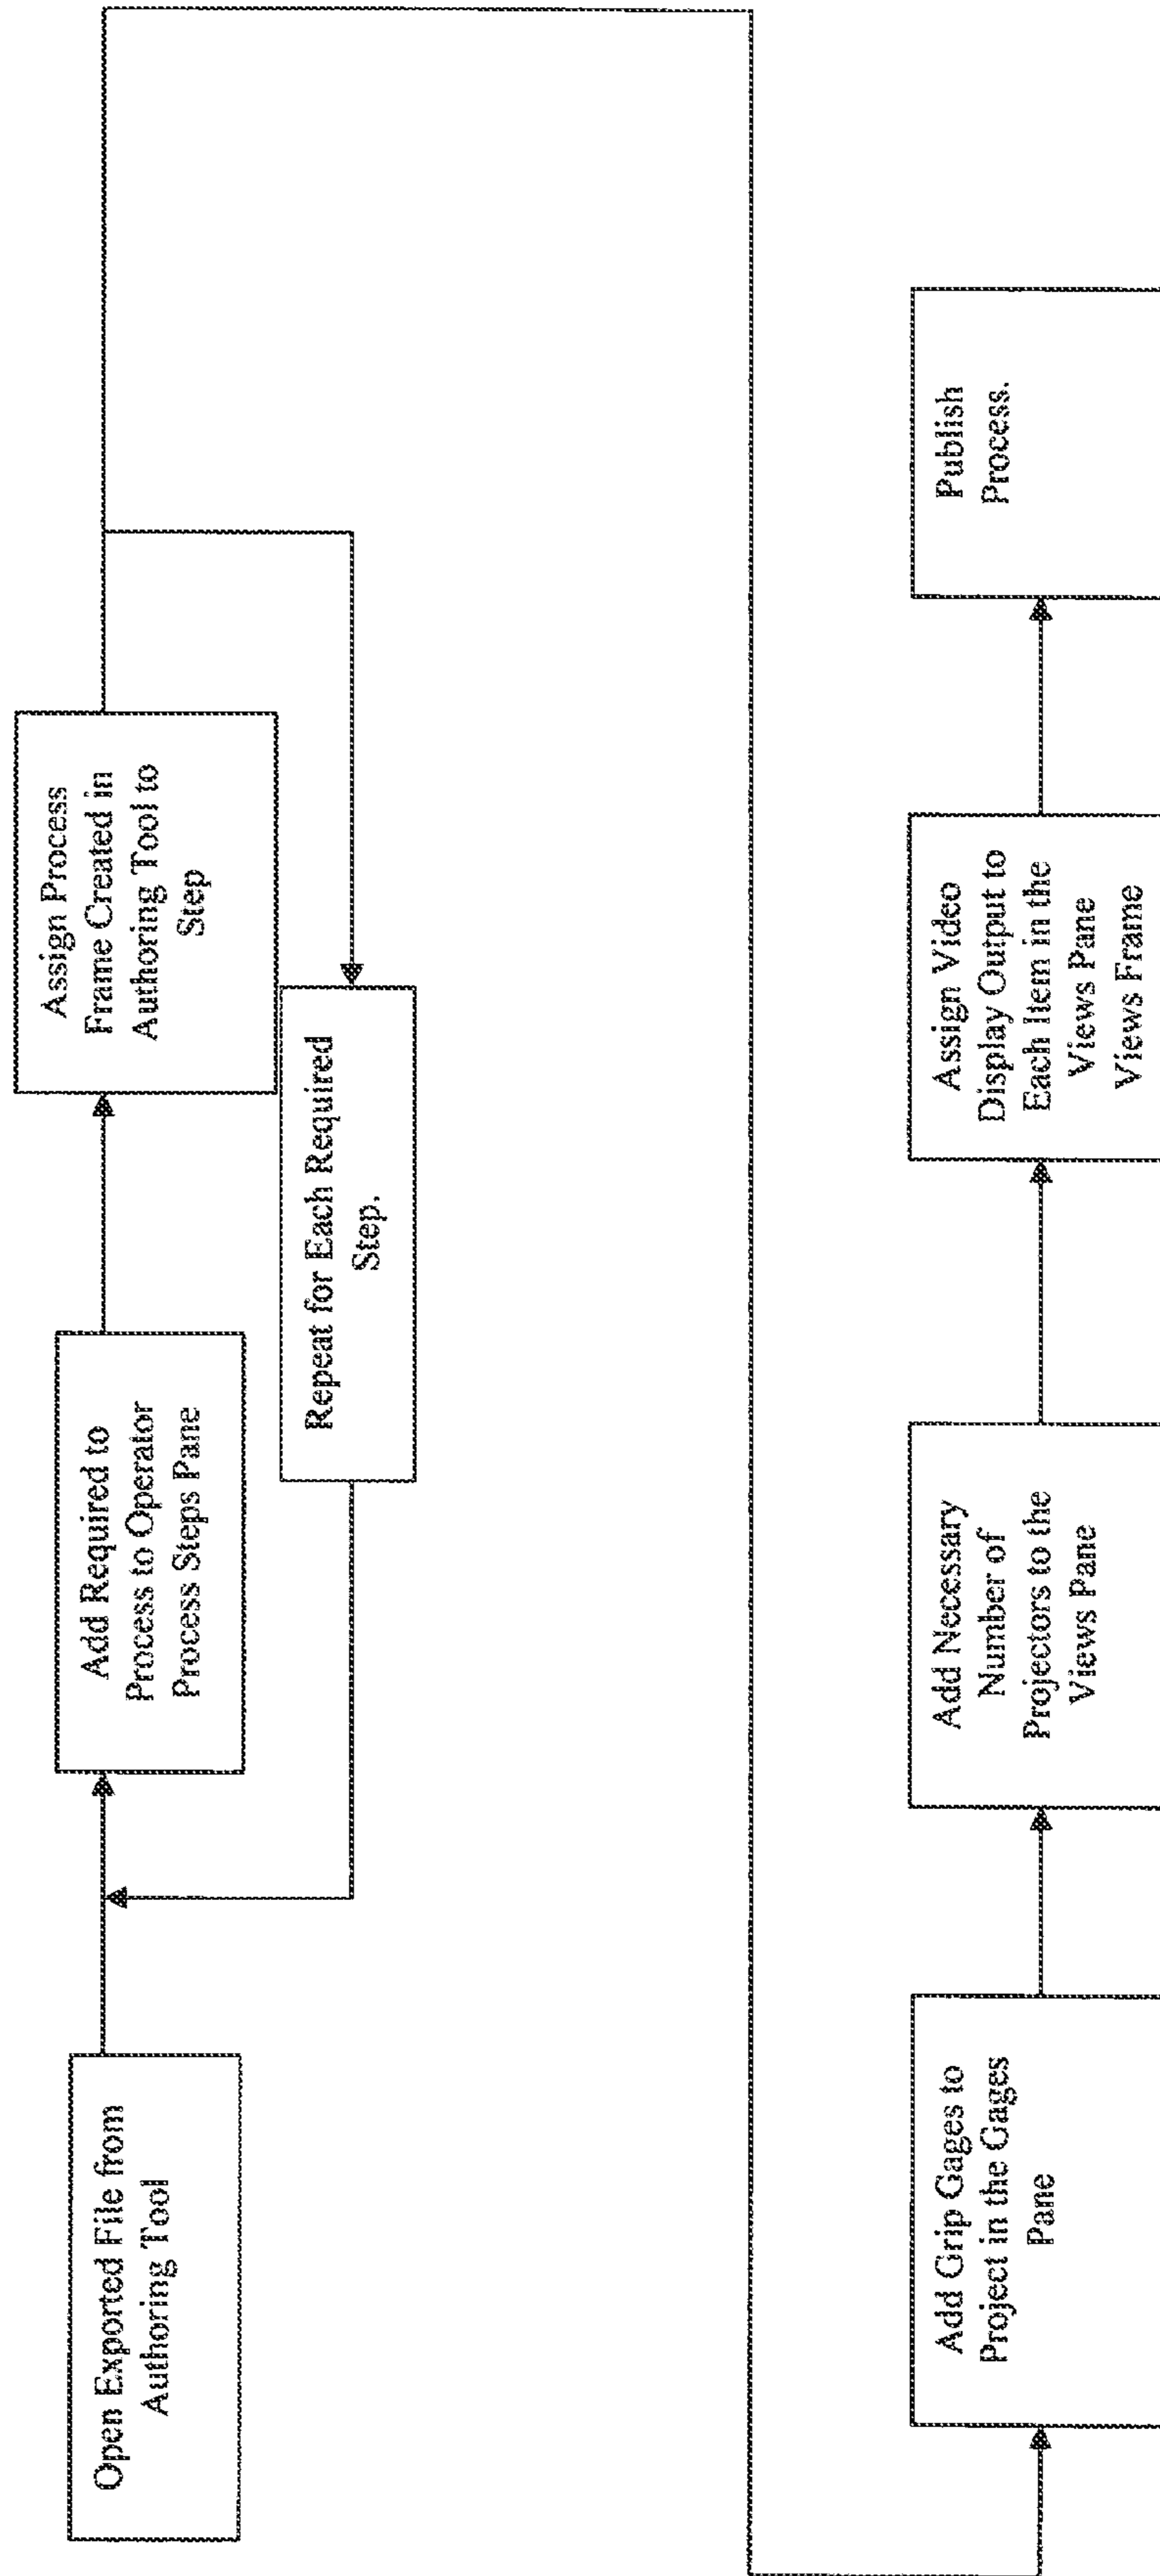 Open Exported File from
Authoring Tool
Add Required to
Process to Operator
Process Steps Pane
Assign Process
Frame Created in
Authoring Tool to
Step
Repeat for Each Required
Step.
Add Grip Gages to
Project in the Gages
Pane
Add Necessary
Number of
Projectors to the
Views Pane
Assign Video
Display Output to
Each Item in the
Views Pane
Views Frame
Publish
Process.